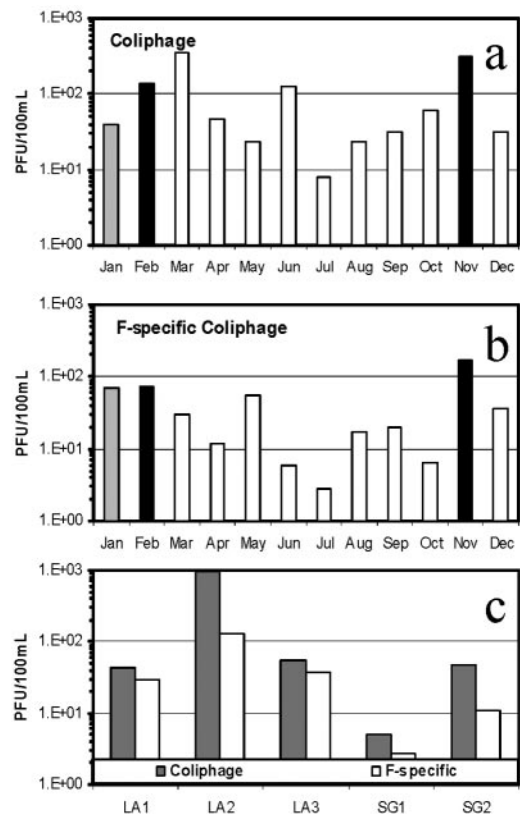 Coliphage
a
1.E+03
1.E+02
1.E+01
1.E+00
PFU/100mL
Jan Feb Mar Apr May Jun Jul Aug Sep Oct Nov Dec
F-specific Coliphage
b
1.E+03
1.E+02
1.E+01
1.E+00
PFU/100mL
Jan Feb Mar Apr May Jun Jul Aug Sep Oct Nov Dec
c
1.E+03
1.E+02
1.E+01
1.E+00
PFU/100mL
Coliphage F-specific
LA1 LA2 LA3 SG1 SG2